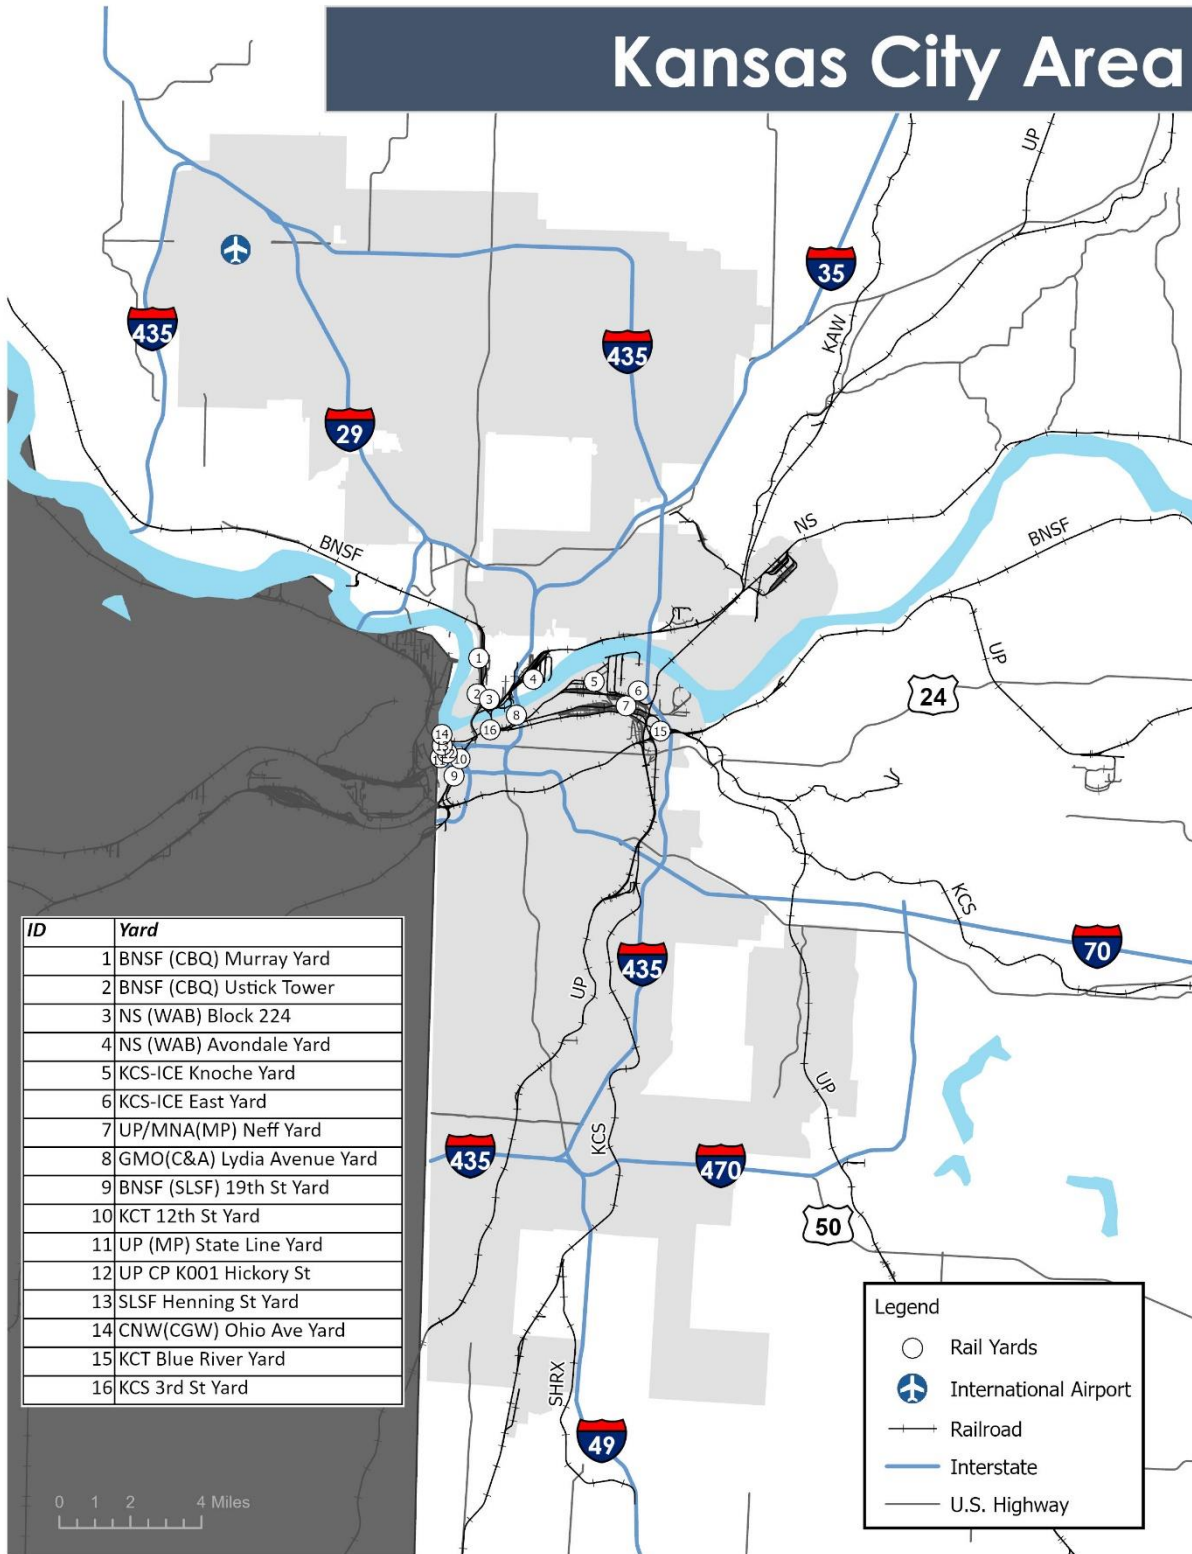 Kansas City Area
UP
35
435
KAW
435
29
NS
BNSF
BNSF
1
UP
4
5
2
3
6
24
7
8
14
16
15
13
12
11
10
9
KCS
70
435
UP
UP
KCS
435
470
50
SHRX
49
ID Yard
1 BNSF (CBQ) Murray Yard
2 BNSF (CBQ) Ustick Tower
3 NS (WAB) Block 224
4 NS (WAB) Avondale Yard
5 KCS-ICE Knoche Yard
6 KCS-ICE East Yard
7 UP/MNA(MP) Neff Yard
8 GMO(C&A) Lydia Avenue Yard
9 BNSF (SLSF) 19th St Yard
10 KCT 12th St Yard
11 UP (MP) State Line Yard
12 UP CP K001 Hickory St
13 SLSF Henning St Yard
14 CNW(CGW) Ohio Ave Yard
15 KCT Blue River Yard
16 KCS 3rd St Yard
Legend
Rail Yards
International Airport
Railroad
Interstate
U.S. Highway
0 1 2 4 Miles